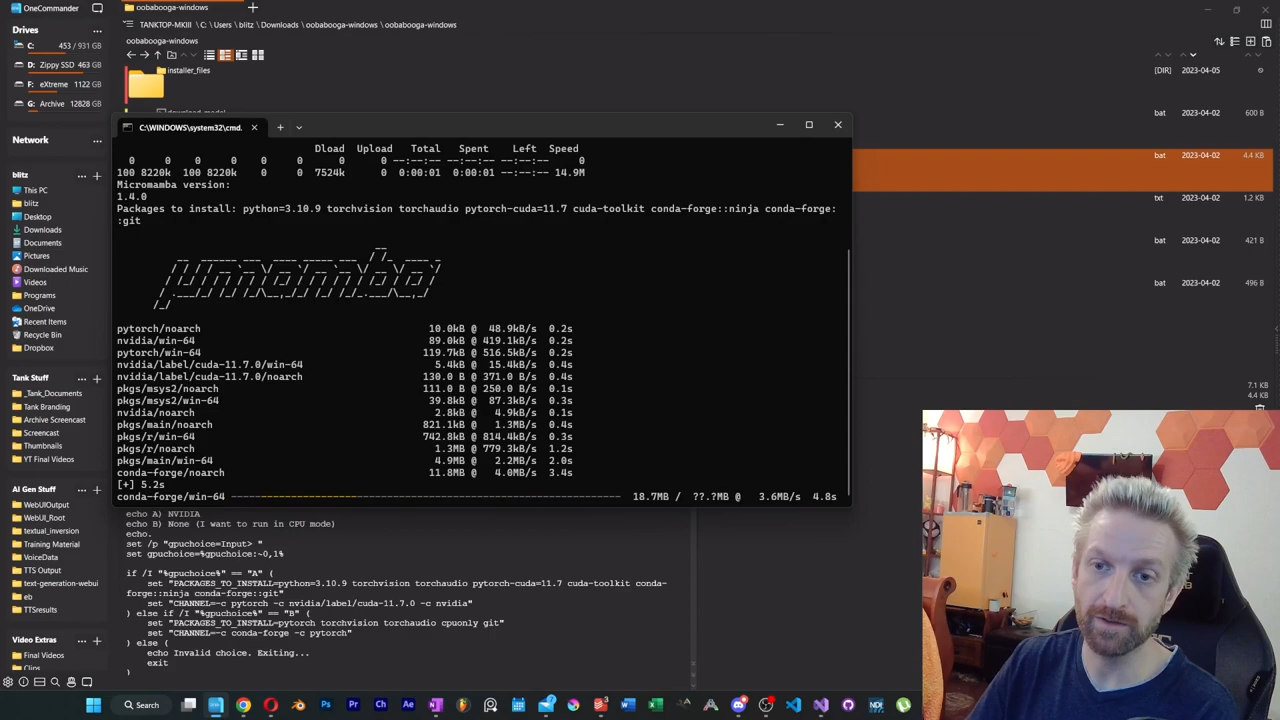 OneCommander
oobabooga-windows
Drives
TANKTOP-MKIII \ C: \ Users \ blitz \ Downloads \ oobabooga-windows \ oobabooga-windows
oobabooga-windows
C: 453 / 931 GB
D: Zippy SSD 463 GB
F: eXtreme 1122 GB
G: Archive 12828 GB
installer_files
[DIR] 2023-04-05
download_model
bat 2023-04-02 600 B
bat 2023-04-02 4.4 KB
txt 2023-04-02 1.2 KB
bat 2023-04-02 421 B
bat 2023-04-02 496 B
7.1 KB
4.4 KB
Network
blitz
This PC
blitz
Desktop
Downloads
Documents
Pictures
Downloaded Music
Videos
Programs
OneDrive
Recent Items
Recycle Bin
Dropbox
Tank Stuff
_Tank_Documents
Tank Branding
Archive Screencast
Screencast
Thumbnails
YT Final Videos
AI Gen Stuff
WebUIOutput
WebUI_Root
textual_inversion
Training Material
VoiceData
TTS Output
text-generation-webui
eb
TTSresults
Video Extras
Final Videos
Clips
C:\WINDOWS\system32\cmd.
Dload Upload Total Spent Left Speed
0 0 0 0 0 0 0 0 --:--:-- --:--:-- --:--:-- 0
100 8220k 100 8220k 0 0 7524k 0 0:00:01 0:00:01 --:--:-- 14.9M
Micromamba version:
1.4.0
Packages to install: python=3.10.9 torchvision torchaudio pytorch-cuda=11.7 cuda-toolkit conda-forge::ninja conda-forge:
:git
pytorch/noarch 10.0kB @ 48.9kB/s 0.2s
nvidia/win-64 89.0kB @ 419.1kB/s 0.2s
pytorch/win-64 119.7kB @ 516.5kB/s 0.2s
nvidia/label/cuda-11.7.0/win-64 5.4kB @ 15.4kB/s 0.4s
nvidia/label/cuda-11.7.0/noarch 130.0 B @ 371.0 B/s 0.4s
pkgs/msys2/noarch 111.0 B @ 250.0 B/s 0.1s
pkgs/msys2/win-64 39.8kB @ 87.3kB/s 0.3s
nvidia/noarch 2.8kB @ 4.9kB/s 0.1s
pkgs/main/noarch 821.1kB @ 1.3MB/s 0.4s
pkgs/r/win-64 742.8kB @ 814.4kB/s 0.3s
pkgs/r/noarch 1.3MB @ 779.3kB/s 1.2s
pkgs/main/win-64 4.9MB @ 2.2MB/s 2.0s
conda-forge/noarch 11.8MB @ 4.0MB/s 3.4s
[+] 5.2s
conda-forge/win-64 18.7MB / ??.?MB @ 3.6MB/s 4.8s
echo A) NVIDIA
echo B) None (I want to run in CPU mode)
echo.
set /p "gpuchoice=Input> "
set gpuchoice=%gpuchoice:~0,1%
if /I "%gpuchoice%" == "A" (
set "PACKAGES_TO_INSTALL=python=3.10.9 torchvision torchaudio pytorch-cuda=11.7 cuda-toolkit conda-
forge::ninja conda-forge::git"
set "CHANNEL=-c pytorch -c nvidia/label/cuda-11.7.0 -c nvidia"
) else if /I "%gpuchoice%" == "B" (
set "PACKAGES_TO_INSTALL=pytorch torchvision torchaudio cpuonly git"
set "CHANNEL=-c conda-forge -c pytorch"
) else (
echo Invalid choice. Exiting...
exit
)
Search